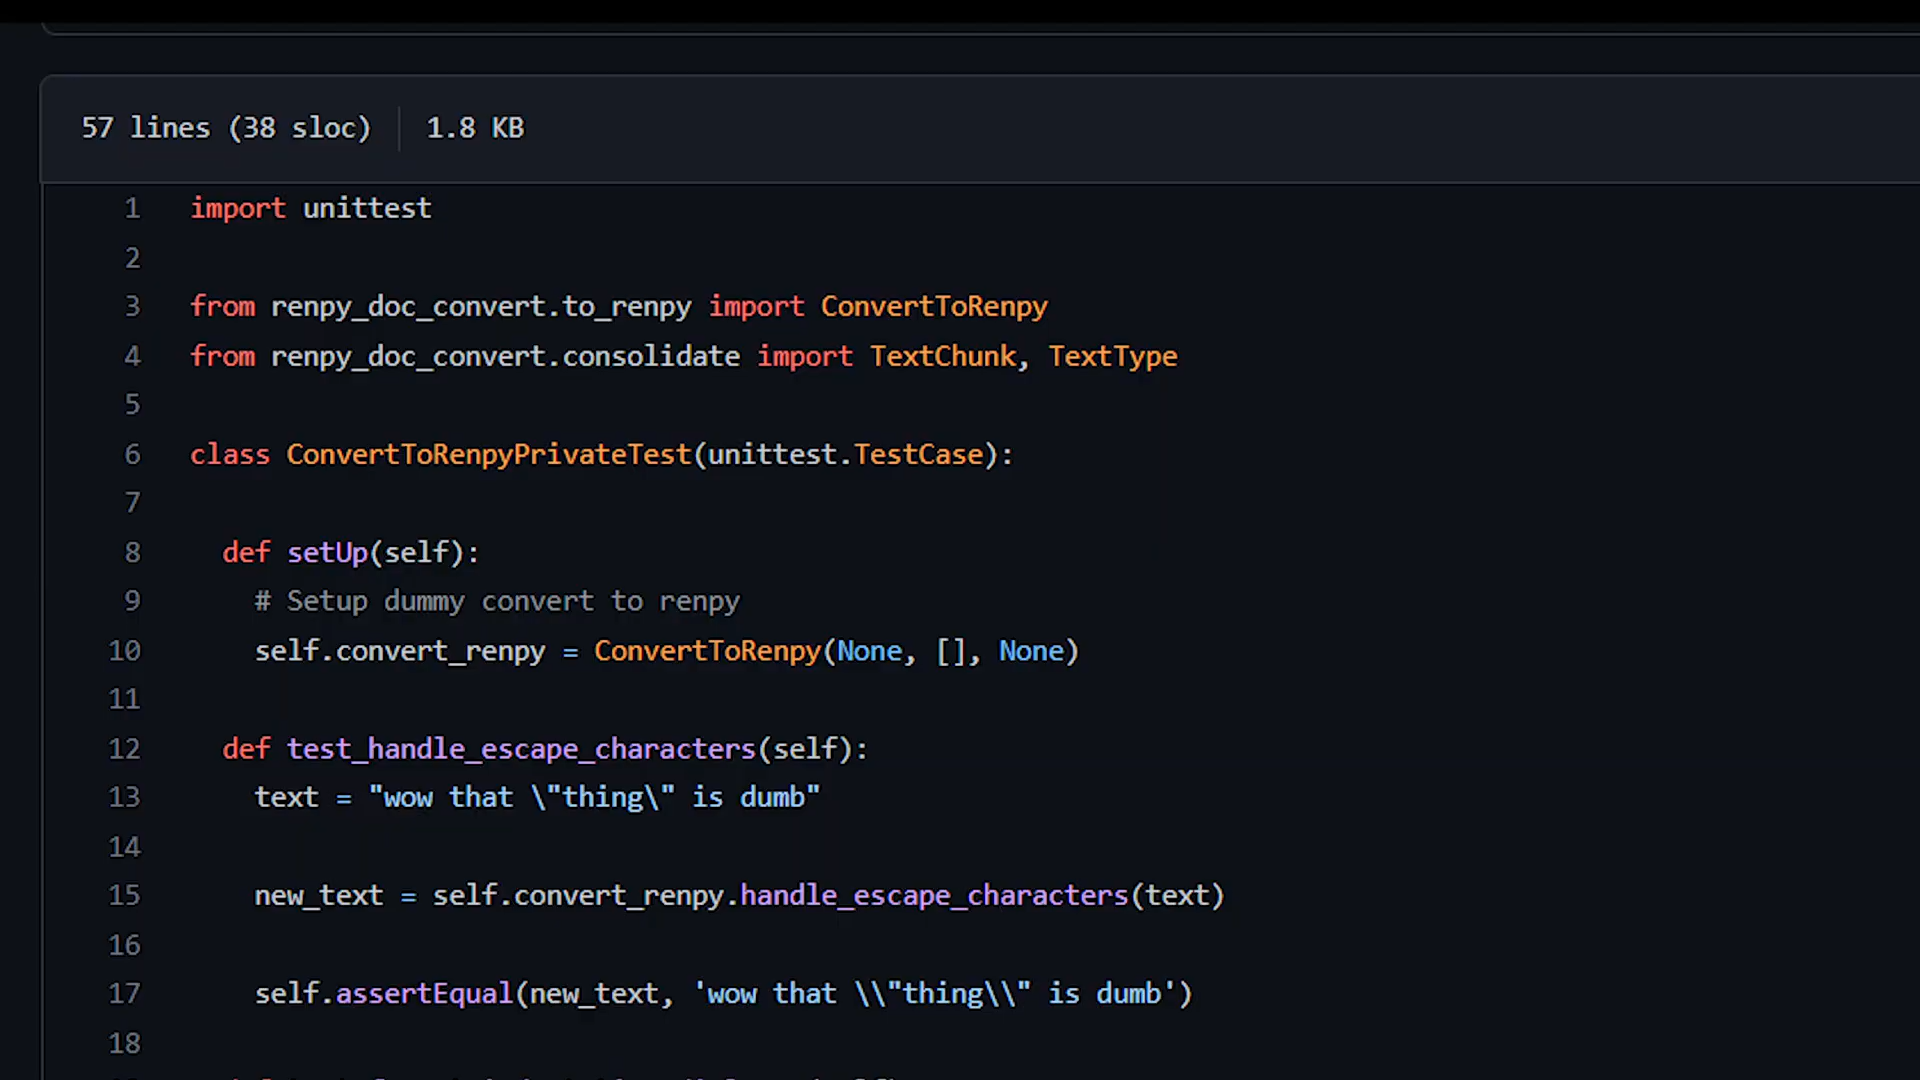 57 lines (38 sloc) 1.8 KB
1 import unittest
2
3 from renpy_doc_convert.to_renpy import ConvertToRenpy
4 from renpy_doc_convert.consolidate import TextChunk, TextType
5
6 class ConvertToRenpyPrivateTest(unittest.TestCase):
7
8 def setUp(self):
9 # Setup dummy convert to renpy
10 self.convert_renpy = ConvertToRenpy(None, [], None)
11
12 def test_handle_escape_characters(self):
13 text = "wow that \"thing\" is dumb"
14
15 new_text = self.convert_renpy.handle_escape_characters(text)
16
17 self.assertEqual(new_text, 'wow that \\"thing\\" is dumb')
18